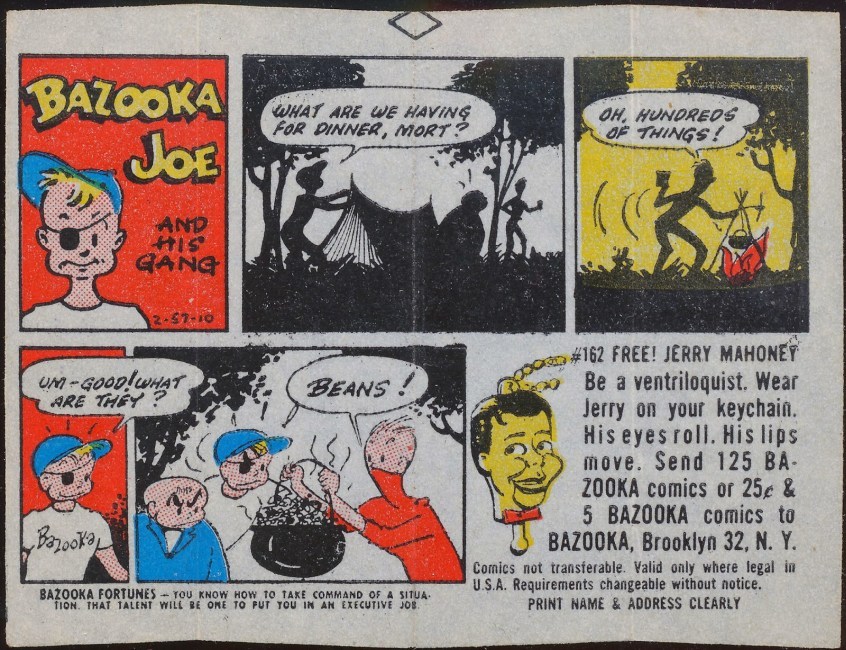 BAZOOKA
JOE
AND
HIS
GANG
2-57-10
WHAT ARE WE HAVING
FOR DINNER, MORT?
OH, HUNDREDS
OF THINGS!
UM-GOOD! WHAT
ARE THEY?
BEANS!
Bazooka
BAZOOKA FORTUNES — YOU KNOW HOW TO TAKE COMMAND OF A SITUA-
TION. THAT TALENT WILL BE ONE TO PUT YOU IN AN EXECUTIVE JOB.
#162 FREE! JERRY MAHONEY
Be a ventriloquist. Wear
Jerry on your keychain.
His eyes roll. His lips
move. Send 125 BA-
ZOOKA comics or 25¢ &
5 BAZOOKA comics to
BAZOOKA, Brooklyn 32, N. Y.
Comics not transferable. Valid only where legal in
U.S.A. Requirements changeable without notice.
PRINT NAME & ADDRESS CLEARLY